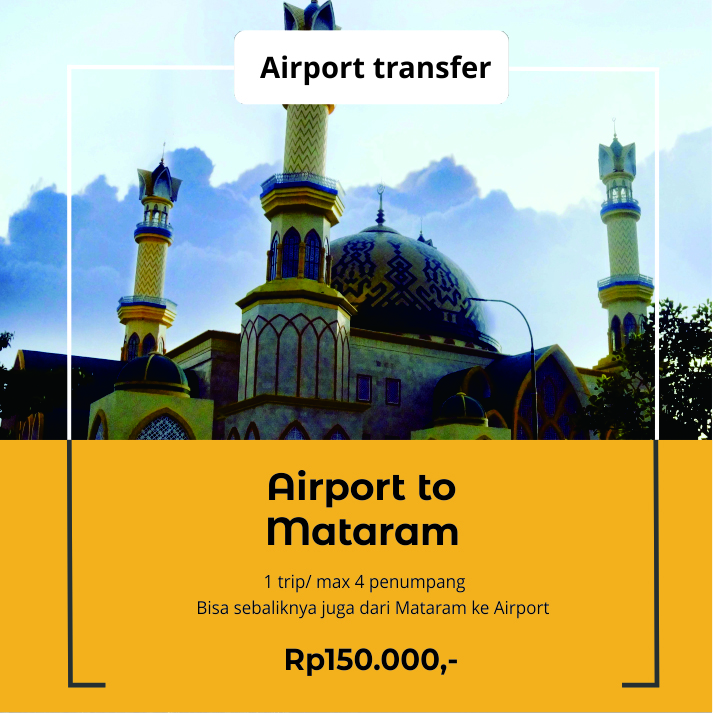 Airport transfer
Airport to
Mataram
1 trip/ max 4 penumpang
Bisa sebaliknya juga dari Mataram ke Airport
Rp150.000,-